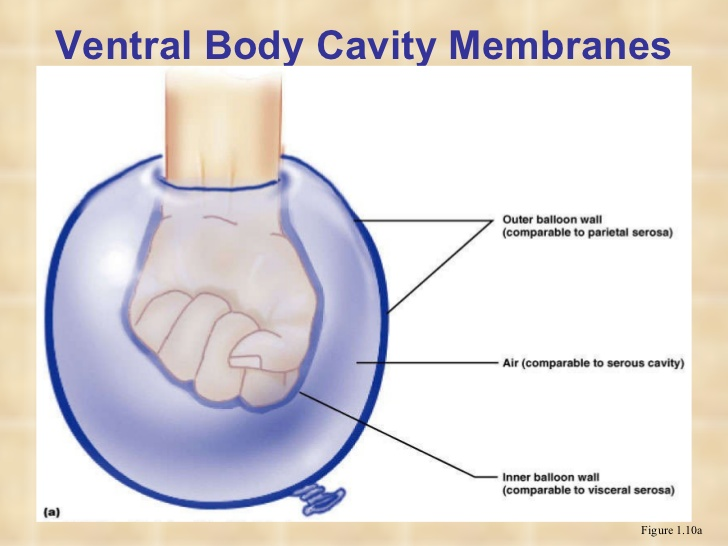 Ventral Body Cavity Membranes
Outer balloon wall
(comparable to parietal serosa)
Air (comparable to serous cavity)
Inner balloon wall
(comparable to visceral serosa)
(a)
Figure 1.10a